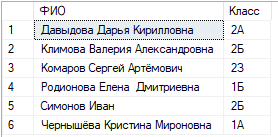 ФИО Класс
1 Давыдова Дарья Кирилловна 2А
2 Климова Валерия Александровна 2Б
3 Комаров Сергей Артёмович 2З
4 Родионова Елена  Дмитриевна 1Б
5 Симонов Иван 2Б
6 Чернышёва Кристина Мироновна 1А